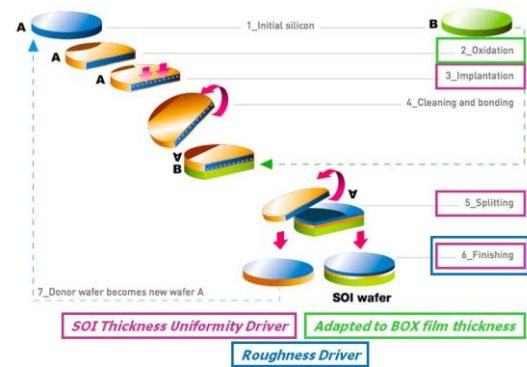 A
1_Initial silicon
B
A
2_Oxidation
A
3_Implantation
4_Cleaning and bonding
A
B
A
5_Splitting
6_Finishing
7_Donor wafer becomes new wafer A
SOI wafer
SOI Thickness Uniformity Driver
Adapted to BOX film thickness
Roughness Driver